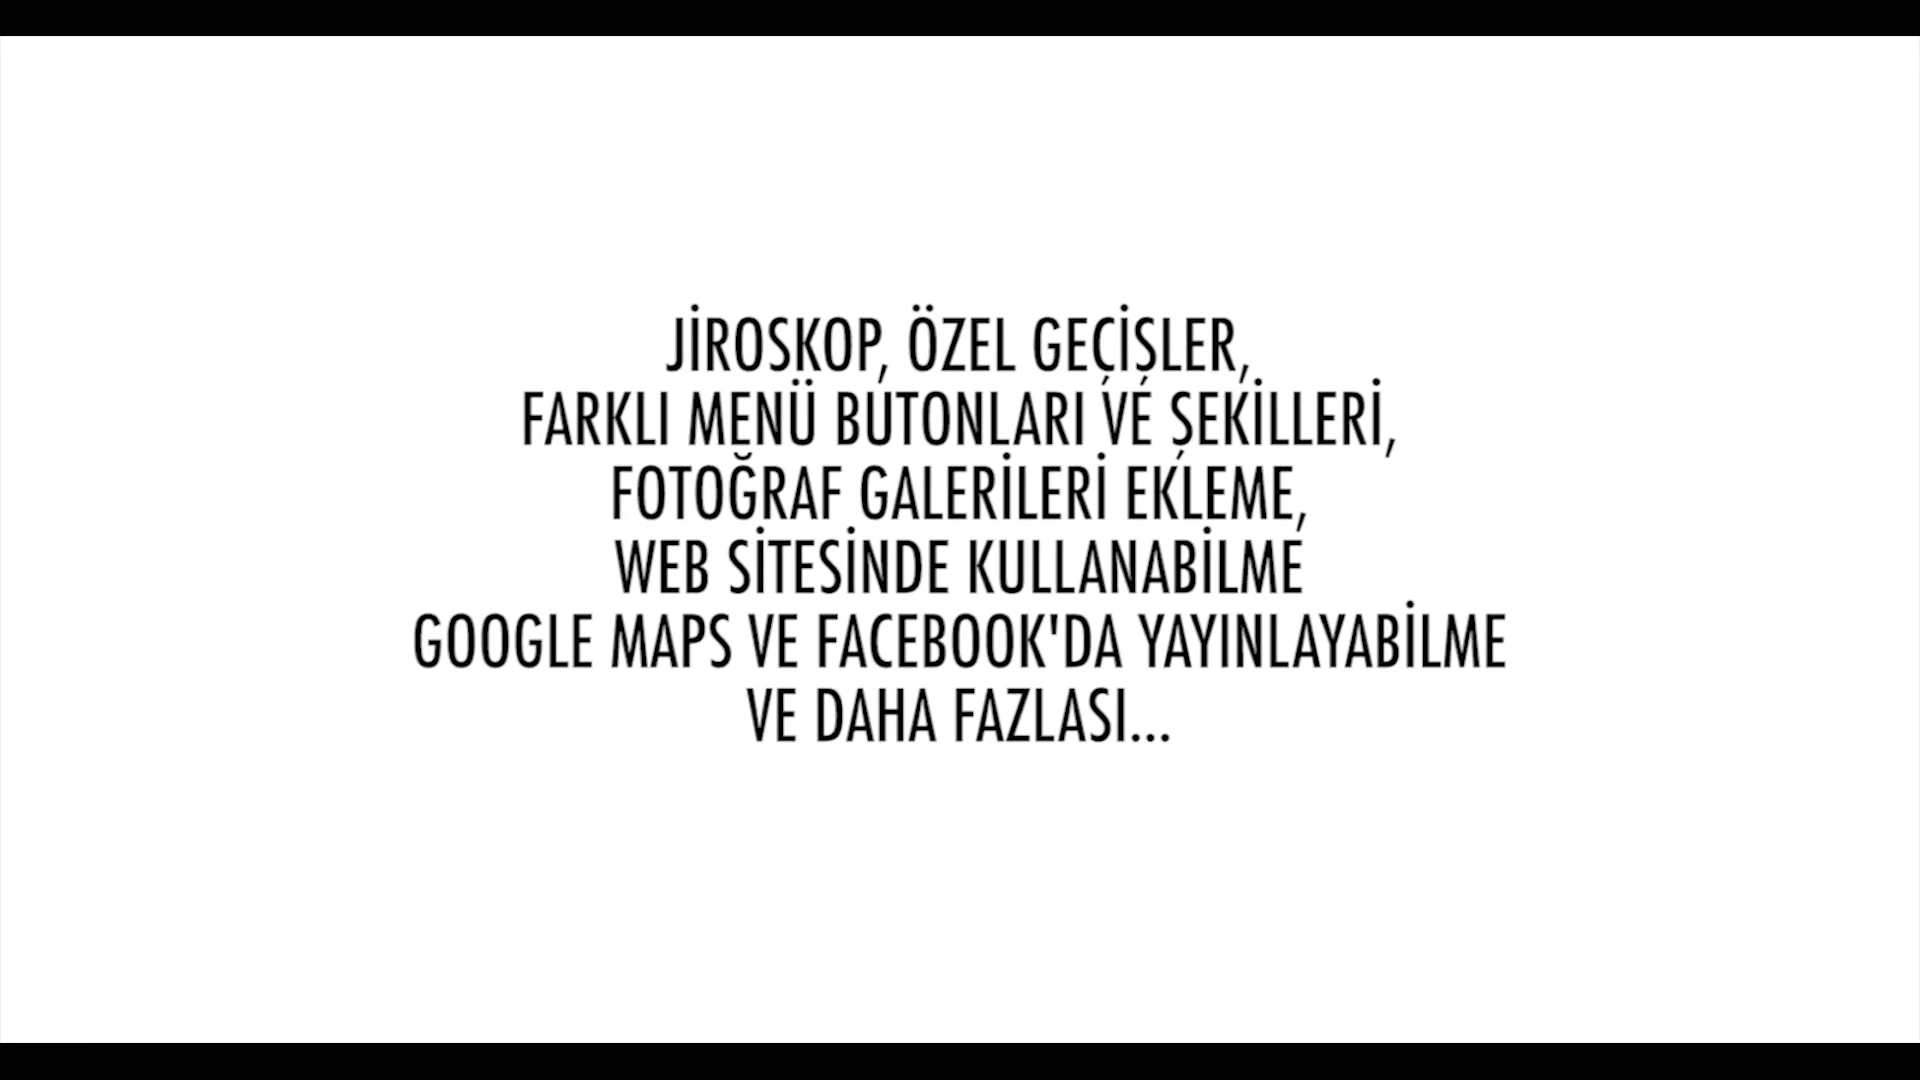 JİROSKOP, ÖZEL GEÇİŞLER,
FARKLI MENÜ BUTONLARI VE ŞEKİLLERİ,
FOTOĞRAF GALERİLERİ EKLEME,
WEB SİTESİNDE KULLANABİLME
GOOGLE MAPS VE FACEBOOK'DA YAYINLAYABİLME
VE DAHA FAZLASI...